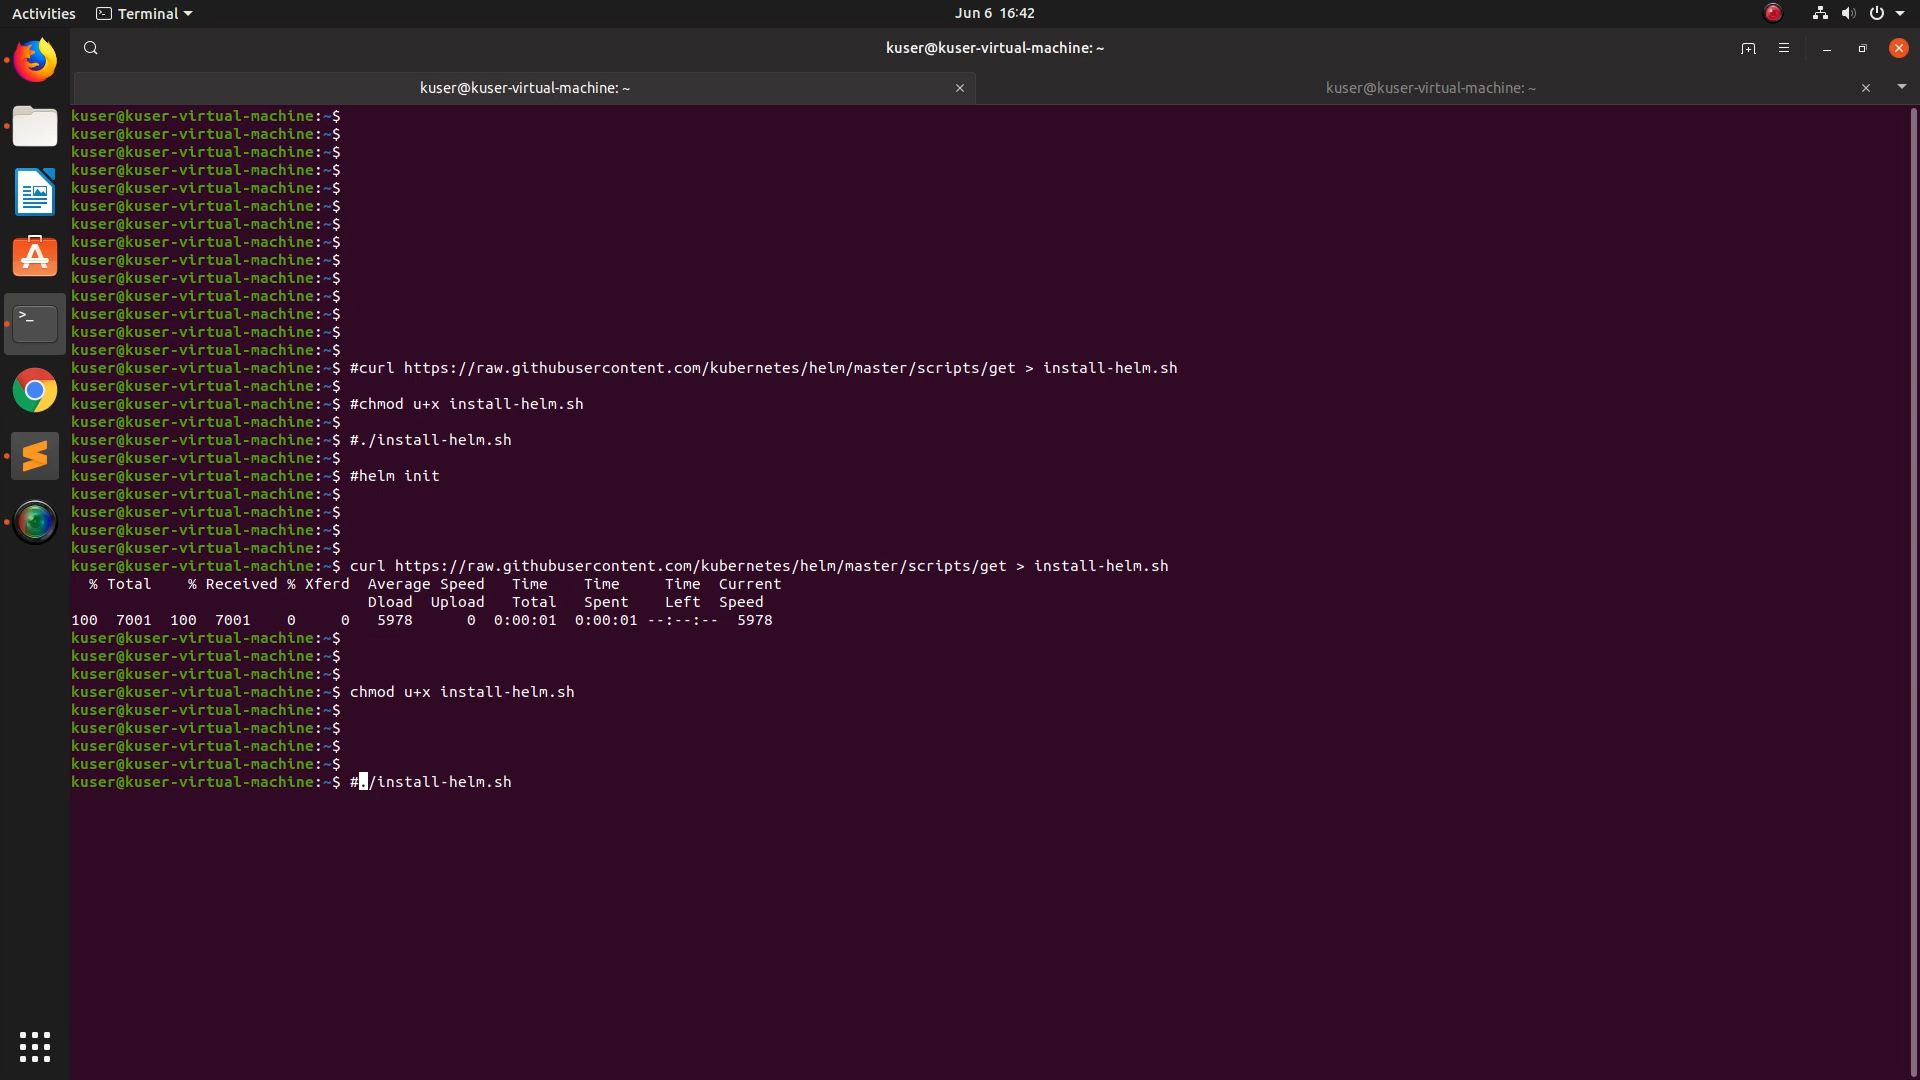 Activities Terminal Jun 6 16:42
kuser@kuser-virtual-machine: ~
kuser@kuser-virtual-machine: ~ kuser@kuser-virtual-machine: ~
kuser@kuser-virtual-machine:~$
kuser@kuser-virtual-machine:~$
kuser@kuser-virtual-machine:~$
kuser@kuser-virtual-machine:~$
kuser@kuser-virtual-machine:~$
kuser@kuser-virtual-machine:~$
kuser@kuser-virtual-machine:~$
kuser@kuser-virtual-machine:~$
kuser@kuser-virtual-machine:~$
kuser@kuser-virtual-machine:~$
kuser@kuser-virtual-machine:~$
kuser@kuser-virtual-machine:~$
kuser@kuser-virtual-machine:~$
kuser@kuser-virtual-machine:~$
kuser@kuser-virtual-machine:~$ #curl https://raw.githubusercontent.com/kubernetes/helm/master/scripts/get > install-helm.sh
kuser@kuser-virtual-machine:~$
kuser@kuser-virtual-machine:~$ #chmod u+x install-helm.sh
kuser@kuser-virtual-machine:~$
kuser@kuser-virtual-machine:~$ #./install-helm.sh
kuser@kuser-virtual-machine:~$
kuser@kuser-virtual-machine:~$ #helm init
kuser@kuser-virtual-machine:~$
kuser@kuser-virtual-machine:~$
kuser@kuser-virtual-machine:~$
kuser@kuser-virtual-machine:~$
kuser@kuser-virtual-machine:~$ curl https://raw.githubusercontent.com/kubernetes/helm/master/scripts/get > install-helm.sh
% Total % Received % Xferd Average Speed Time Time Time Current
Dload Upload Total Spent Left Speed
100 7001 100 7001 0 0 5978 0 0:00:01 0:00:01 --:--:-- 5978
kuser@kuser-virtual-machine:~$
kuser@kuser-virtual-machine:~$
kuser@kuser-virtual-machine:~$
kuser@kuser-virtual-machine:~$ chmod u+x install-helm.sh
kuser@kuser-virtual-machine:~$
kuser@kuser-virtual-machine:~$
kuser@kuser-virtual-machine:~$
kuser@kuser-virtual-machine:~$
kuser@kuser-virtual-machine:~$ #./install-helm.sh